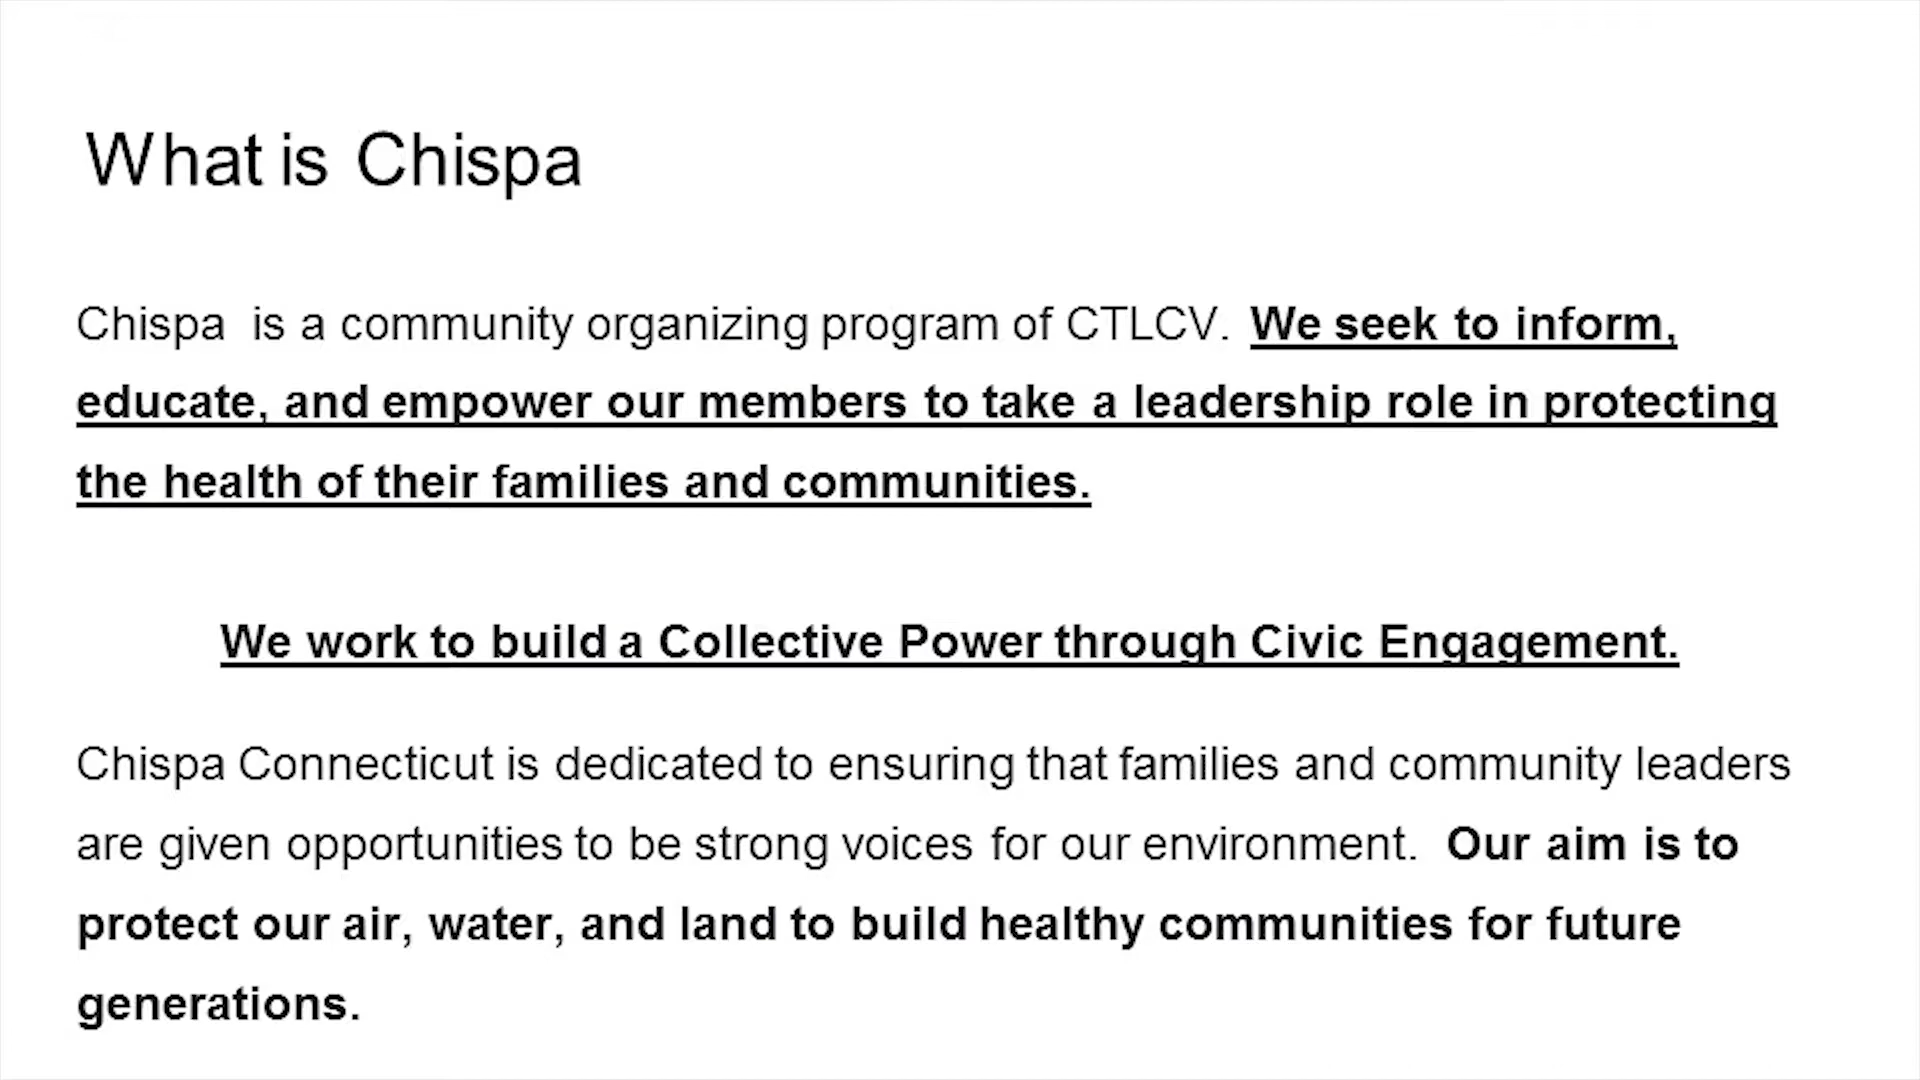 What is Chispa
Chispa is a community organizing program of CTLCV. We seek to inform,
educate, and empower our members to take a leadership role in protecting
the health of their families and communities.
We work to build a Collective Power through Civic Engagement.
Chispa Connecticut is dedicated to ensuring that families and community leaders
are given opportunities to be strong voices for our environment. Our aim is to
protect our air, water, and land to build healthy communities for future
generations.